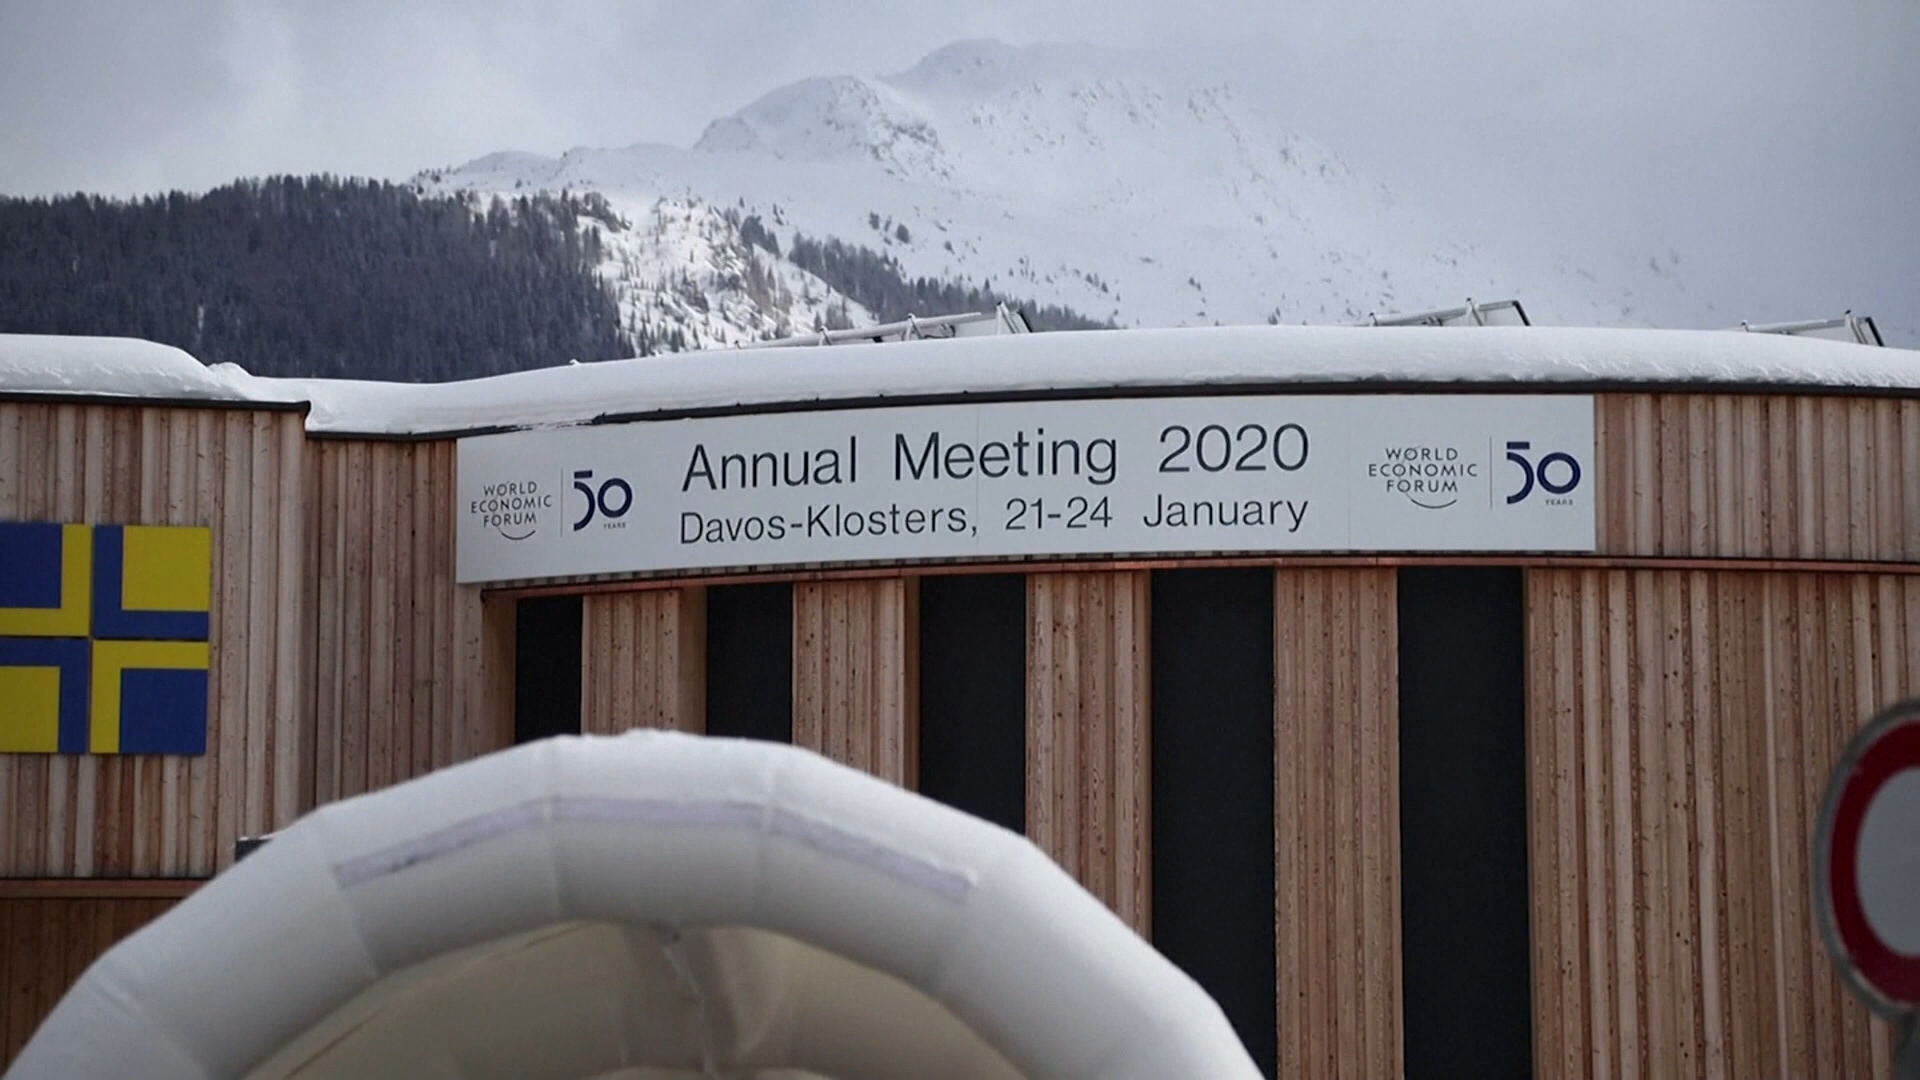 Annual Meeting 2020
Davos-Klosters, 21-24 January
WORLD
ECONOMIC
FORUM
50
YEARS
WORLD
ECONOMIC
FORUM
50
YEARS